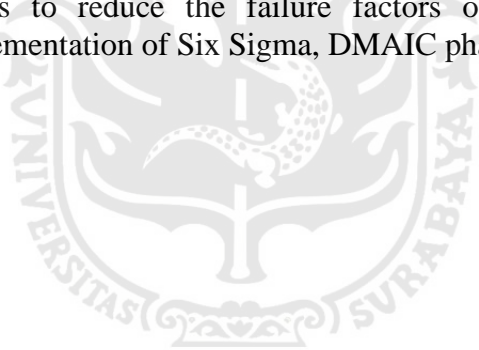 s to reduce the failure factors o
ementation of Six Sigma, DMAIC pha
UNIVERSITAS SURABAYA